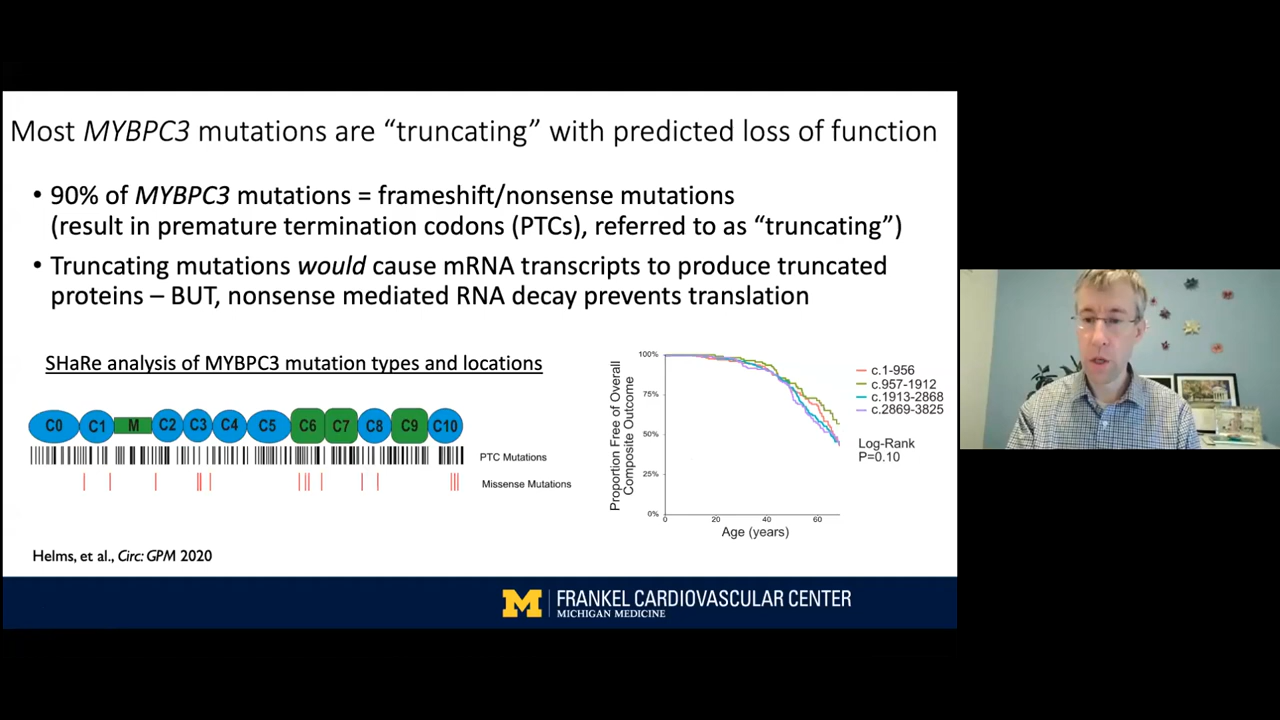 Most MYBPC3 mutations are “truncating” with predicted loss of function
• 90% of MYBPC3 mutations = frameshift/nonsense mutations
(result in premature termination codons (PTCs), referred to as “truncating”)
• Truncating mutations would cause mRNA transcripts to produce truncated
proteins – BUT, nonsense mediated RNA decay prevents translation
SHaRe analysis of MYBPC3 mutation types and locations
C0 C1 M C2 C3 C4 C5 C6 C7 C8 C9 C10
PTC Mutations
Missense Mutations
Proportion Free of Overall
Composite Outcome
100%
75%
50%
25%
0%
0 20 40 60
Age (years)
c.1-956
c.957-1912
c.1913-2868
c.2869-3825
Log-Rank
P=0.10
Helms, et al., Circ: GPM 2020
M FRANKEL CARDIOVASCULAR CENTER
MICHIGAN MEDICINE